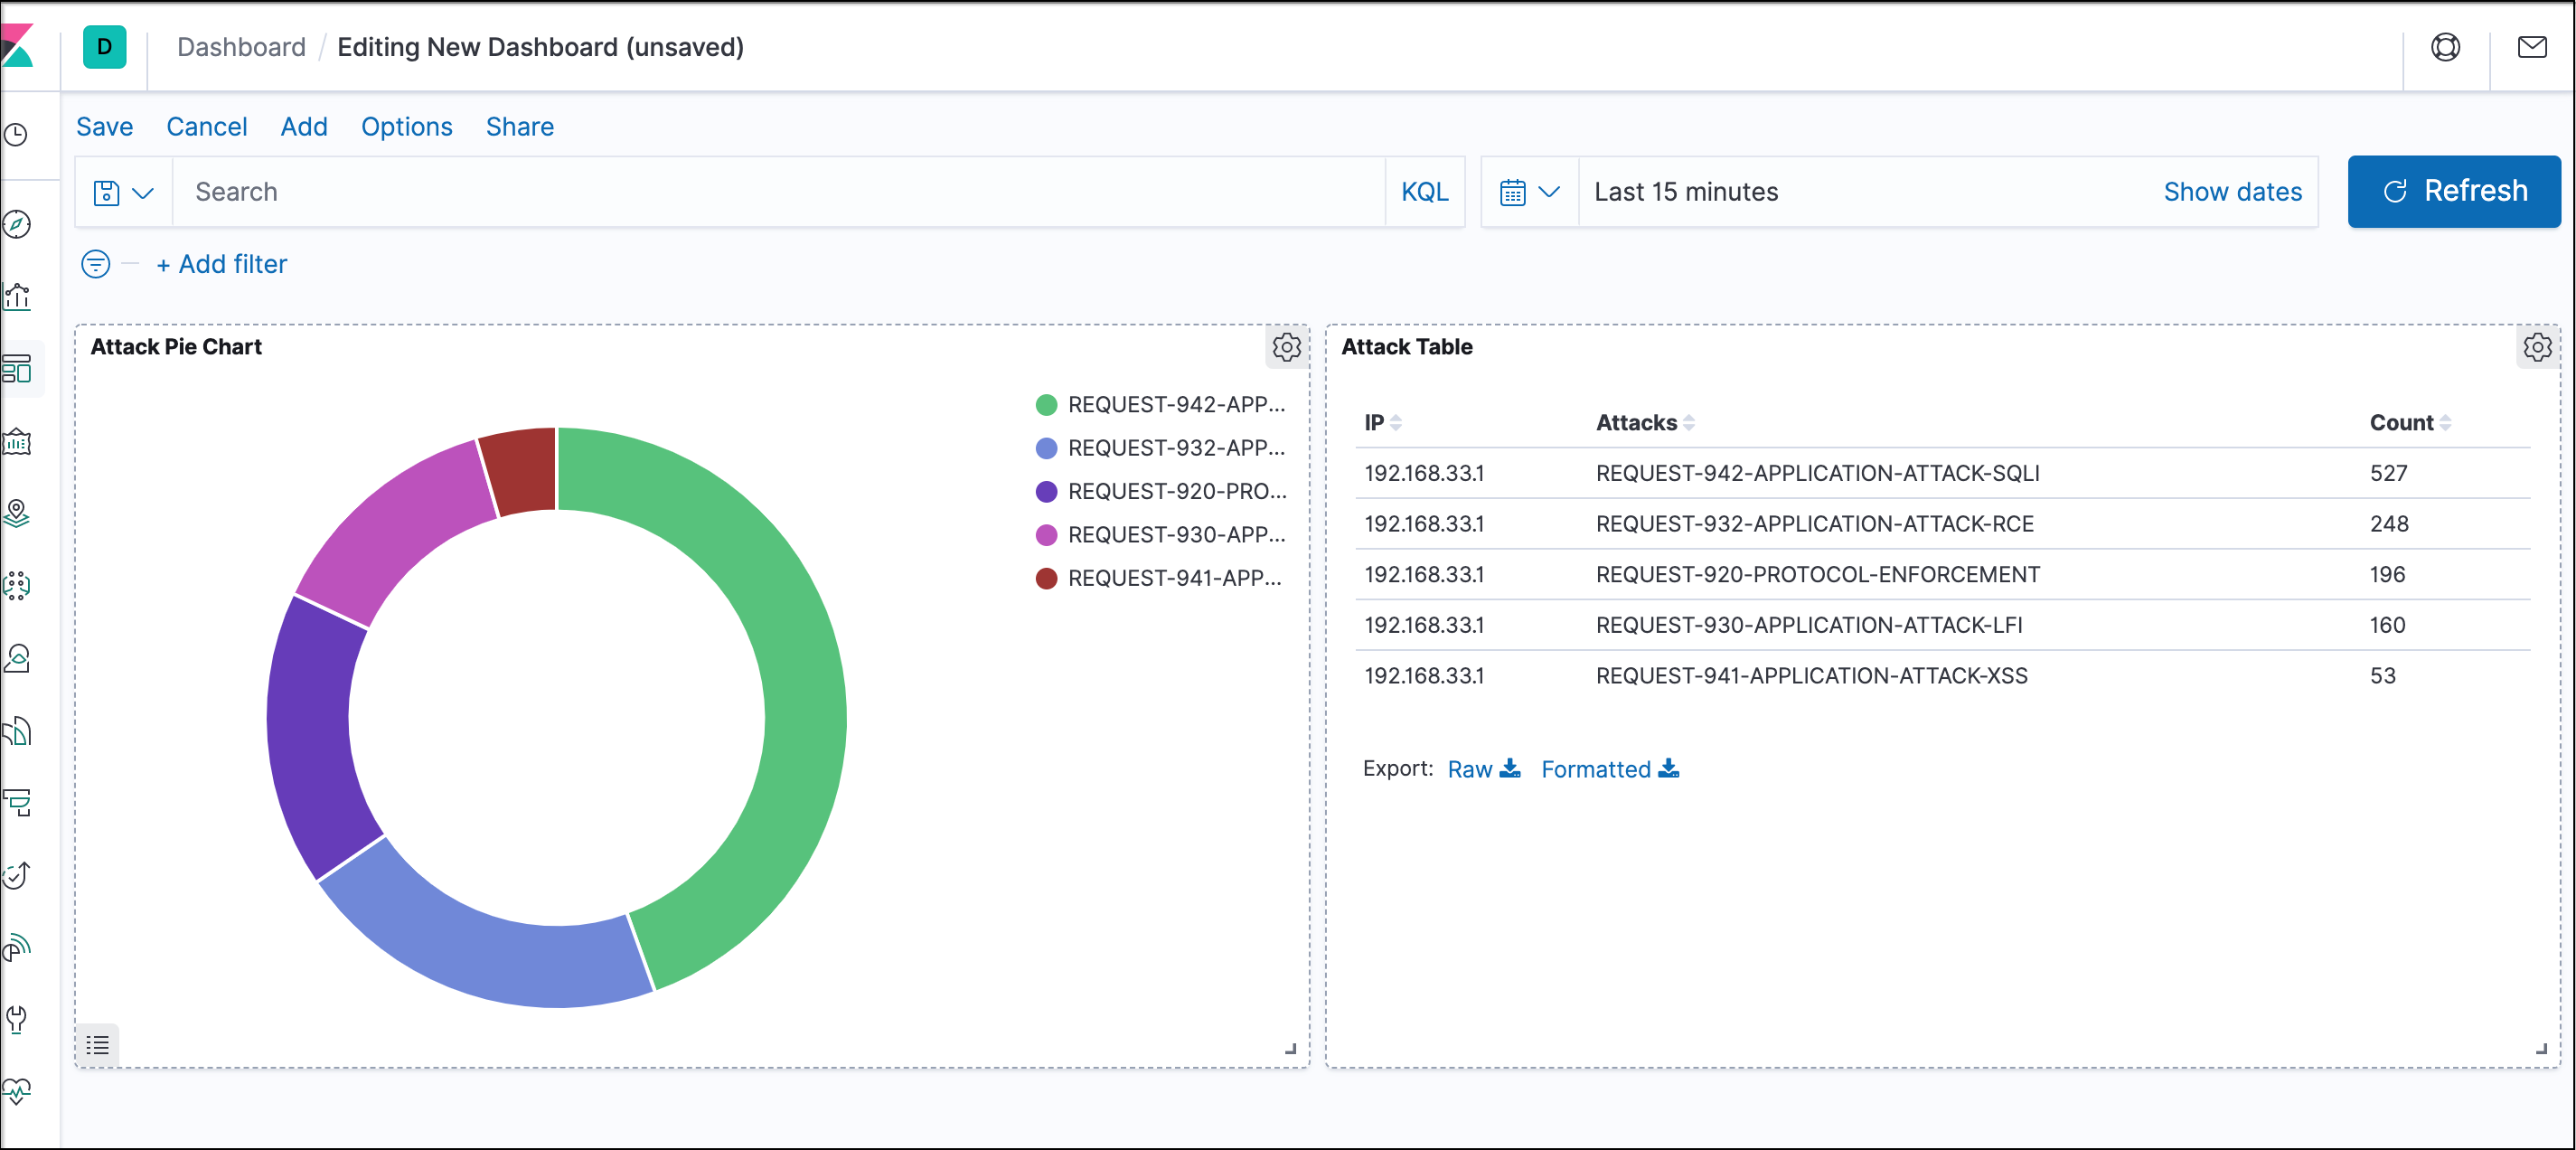 D Dashboard / Editing New Dashboard (unsaved)
Save Cancel Add Options Share
Search KQL Last 15 minutes Show dates Refresh
+ Add filter
Attack Pie Chart
REQUEST-942-APP...
REQUEST-932-APP...
REQUEST-920-PRO...
REQUEST-930-APP...
REQUEST-941-APP...
Attack Table
IP Attacks Count
192.168.33.1 REQUEST-942-APPLICATION-ATTACK-SQLI 527
192.168.33.1 REQUEST-932-APPLICATION-ATTACK-RCE 248
192.168.33.1 REQUEST-920-PROTOCOL-ENFORCEMENT 196
192.168.33.1 REQUEST-930-APPLICATION-ATTACK-LFI 160
192.168.33.1 REQUEST-941-APPLICATION-ATTACK-XSS 53
Export: Raw Formatted